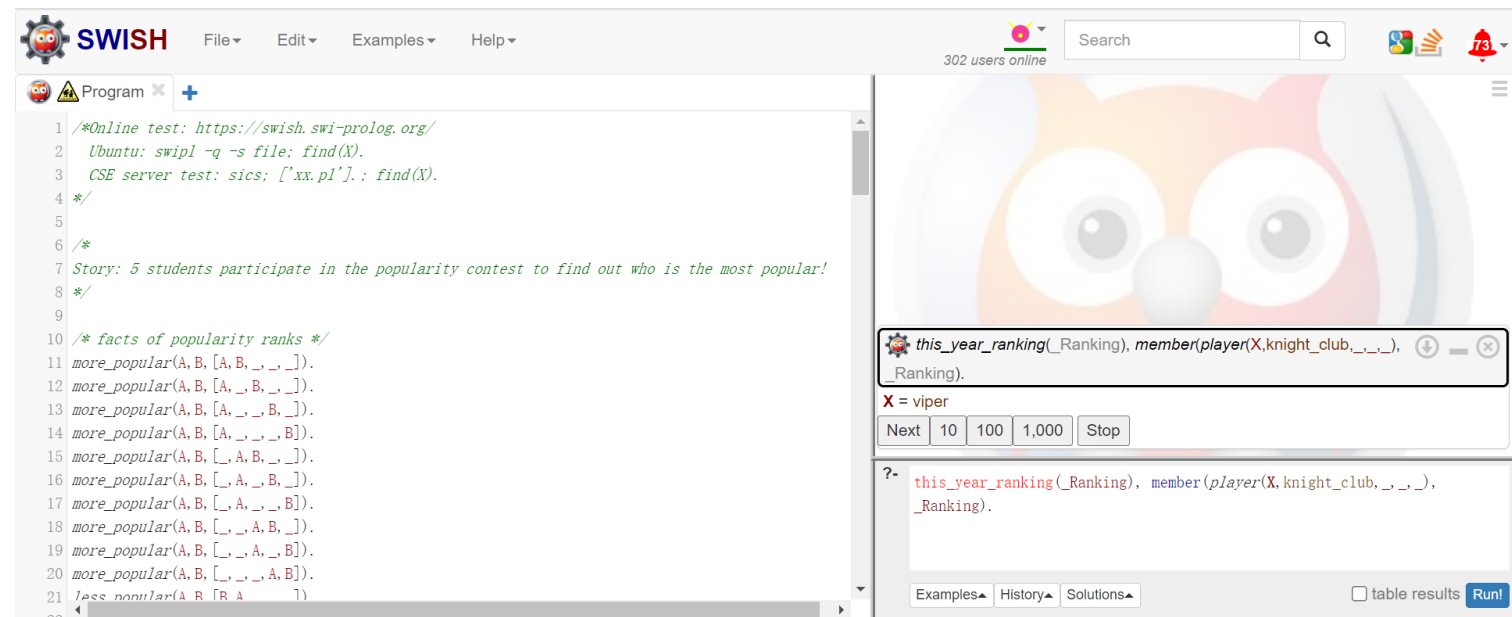 SWISH File Edit Examples Help 302 users online Search 73
Program
1 /*Online test: https://swish.swi-prolog.org/
2 Ubuntu: swipl -q -s file; find(X).
3 CSE server test: sics; ['xx.pl'].; find(X).
4 */
5
6 /*
7 Story: 5 students participate in the popularity contest to find out who is the most popular!
8 */
9
10 /* facts of popularity ranks */
11 more_popular(A,B,[A,B,_,_,_]).
12 more_popular(A,B,[A,_,B,_,_]).
13 more_popular(A,B,[A,_,_,B,_]).
14 more_popular(A,B,[A,_,_,_,B]).
15 more_popular(A,B,[_,A,B,_,_]).
16 more_popular(A,B,[_,A,_,B,_]).
17 more_popular(A,B,[_,A,_,_,B]).
18 more_popular(A,B,[_,_,A,B,_]).
19 more_popular(A,B,[_,_,A,_,B]).
20 more_popular(A,B,[_,_,_,A,B]).
21 less_popular(A,B,[B,A
this_year_ranking(_Ranking), member(player(X,knight_club,_,_,_),
_Ranking).
X = viper
Next 10 100 1,000 Stop
?- this_year_ranking(_Ranking), member(player(X,knight_club,_,_,_),
_Ranking).
Examples History Solutions table results Run!